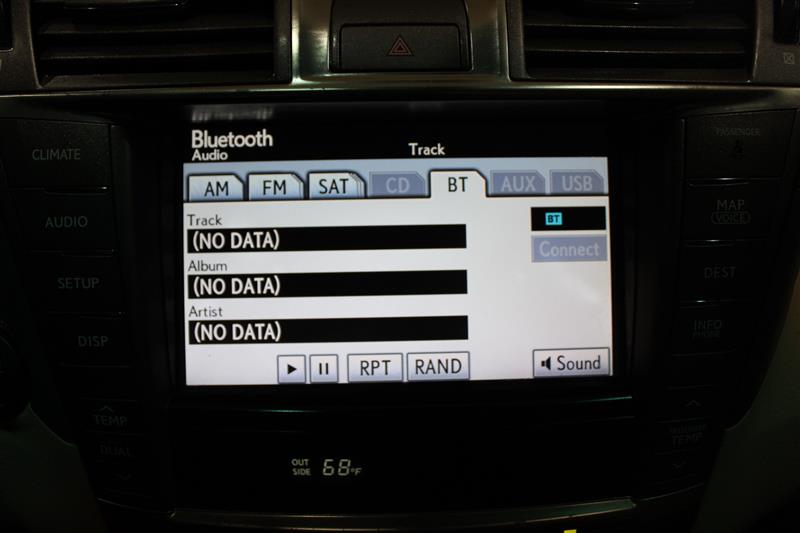 PASSENGER
CLIMATE
AUDIO
SETUP
DISP
TEMP
DUAL
Bluetooth
Audio
Track
AM FM SAT CD BT AUX USB
Track
(NO DATA)
Album
(NO DATA)
Artist
(NO DATA)
BT
Connect
RPT RAND
Sound
MAP
VOICE
DEST
INFO
PHONE
PASSENGER
TEMP
OUT
SIDE 68°F